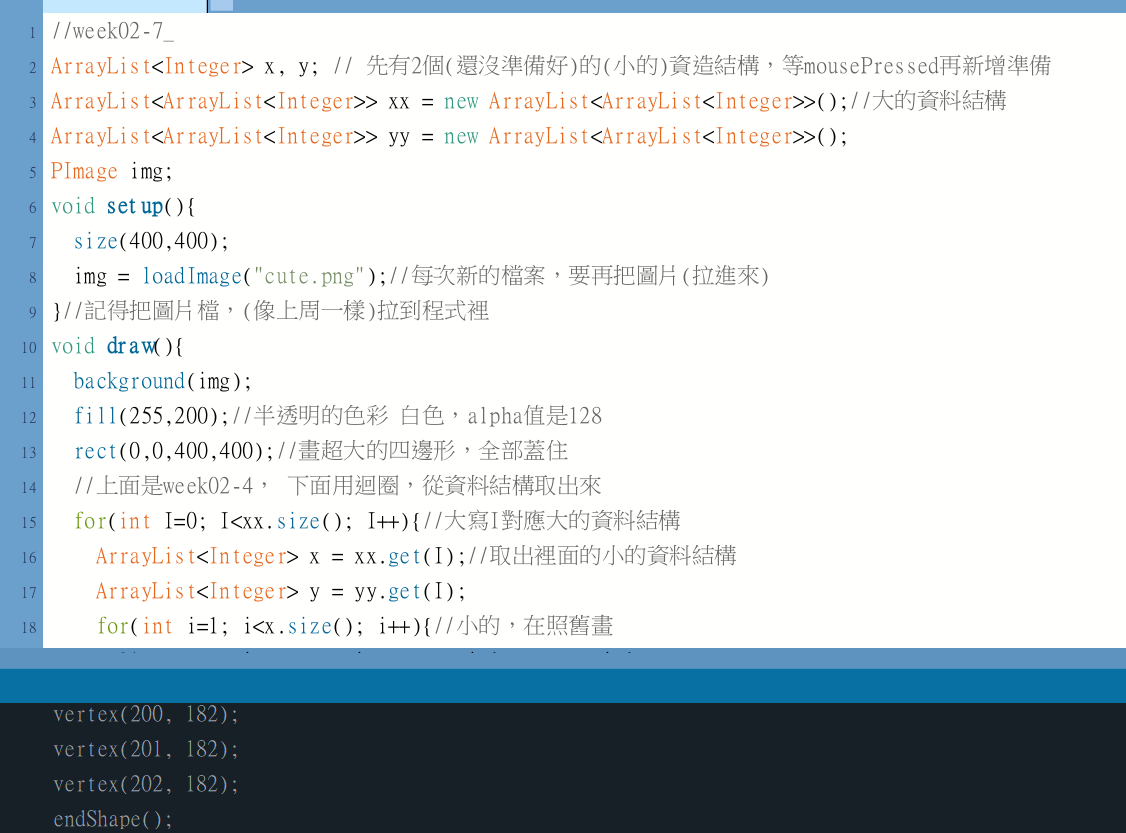 1 //week02-7_
2 ArrayList<Integer> x, y; // 先有2個(還沒準備好)的(小的)資造結構，等mousePressed再新增準備
3 ArrayList<ArrayList<Integer>> xx = new ArrayList<ArrayList<Integer>>();//大的資料結構
4 ArrayList<ArrayList<Integer>> yy = new ArrayList<ArrayList<Integer>>();
5 PImage img;
6 void setup(){
7 size(400,400);
8 img = loadImage("cute.png");//每次新的檔案，要再把圖片(拉進來)
9 }//記得把圖片檔，(像上周一樣)拉到程式裡
10 void draw(){
11 background(img);
12 fill(255,200);//半透明的色彩 白色，alpha值是128
13 rect(0,0,400,400);//畫超大的四邊形，全部蓋住
14 //上面是week02-4， 下面用迴圈，從資料結構取出來
15 for(int I=0; I<xx.size(); I++){//大寫I對應大的資料結構
16 ArrayList<Integer> x = xx.get(I);//取出裡面的小的資料結構
17 ArrayList<Integer> y = yy.get(I);
18 for(int i=1; i<x.size(); i++){//小的，在照舊畫
vertex(200, 182);
vertex(201, 182);
vertex(202, 182);
endShape();